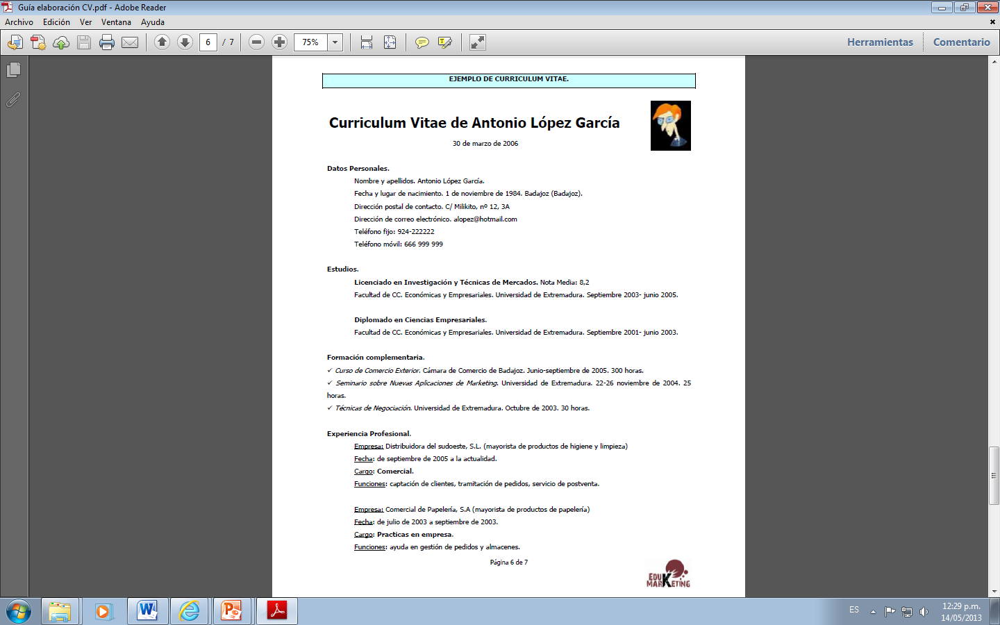 Guía elaboración CV.pdf - Adobe Reader
Archivo Edición Ver Ventana Ayuda
6 / 7 75% Herramientas Comentario
EJEMPLO DE CURRICULUM VITAE.
Curriculum Vitae de Antonio López García
30 de marzo de 2006
Datos Personales.
Nombre y apellidos. Antonio López García.
Fecha y lugar de nacimiento. 1 de noviembre de 1984. Badajoz (Badajoz).
Dirección postal de contacto. C/ Milikito, nº 12, 3A
Dirección de correo electrónico. alopez@hotmail.com
Teléfono fijo: 924-222222
Teléfono móvil: 666 999 999
Estudios.
Licenciado en Investigación y Técnicas de Mercados. Nota Media: 8,2
Facultad de CC. Económicas y Empresariales. Universidad de Extremadura. Septiembre 2003- junio 2005.
Diplomado en Ciencias Empresariales.
Facultad de CC. Económicas y Empresariales. Universidad de Extremadura. Septiembre 2001- junio 2003.
Formación complementaria.
✓ Curso de Comercio Exterior. Cámara de Comercio de Badajoz. Junio-septiembre de 2005. 300 horas.
✓ Seminario sobre Nuevas Aplicaciones de Marketing. Universidad de Extremadura. 22-26 noviembre de 2004. 25
horas.
✓ Técnicas de Negociación. Universidad de Extremadura. Octubre de 2003. 30 horas.
Experiencia Profesional.
Empresa: Distribuidora del sudoeste, S.L. (mayorista de productos de higiene y limpieza)
Fecha: de septiembre de 2005 a la actualidad.
Cargo: Comercial.
Funciones: captación de clientes, tramitación de pedidos, servicio de postventa.
Empresa: Comercial de Papelería, S.A (mayorista de productos de papelería)
Fecha: de julio de 2003 a septiembre de 2003.
Cargo: Practicas en empresa.
Funciones: ayuda en gestión de pedidos y almacenes.
Página 6 de 7
EDUK
MARKETING
ES
12:29 p.m.
14/05/2013